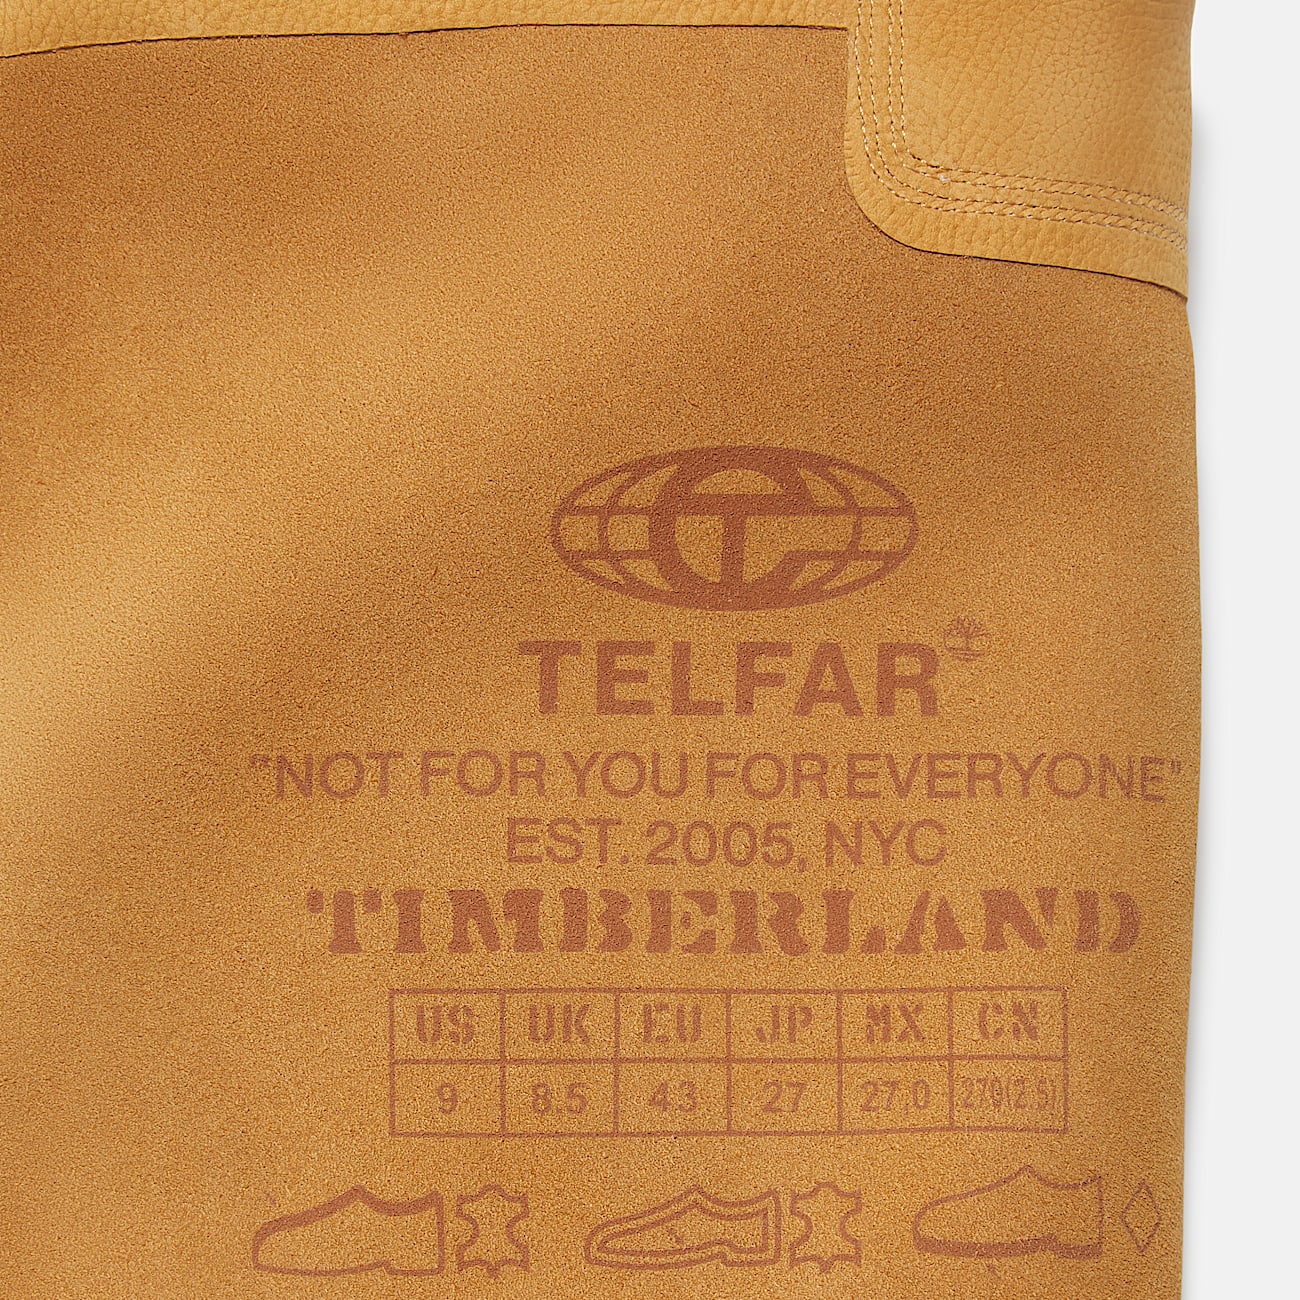 TELFAR
"NOT FOR YOU FOR EVERYONE"
EST. 2005, NYC
TIMBERLAND
US UK EU JP MX CN
9 8.5 43 27 27,0 270(2.5)